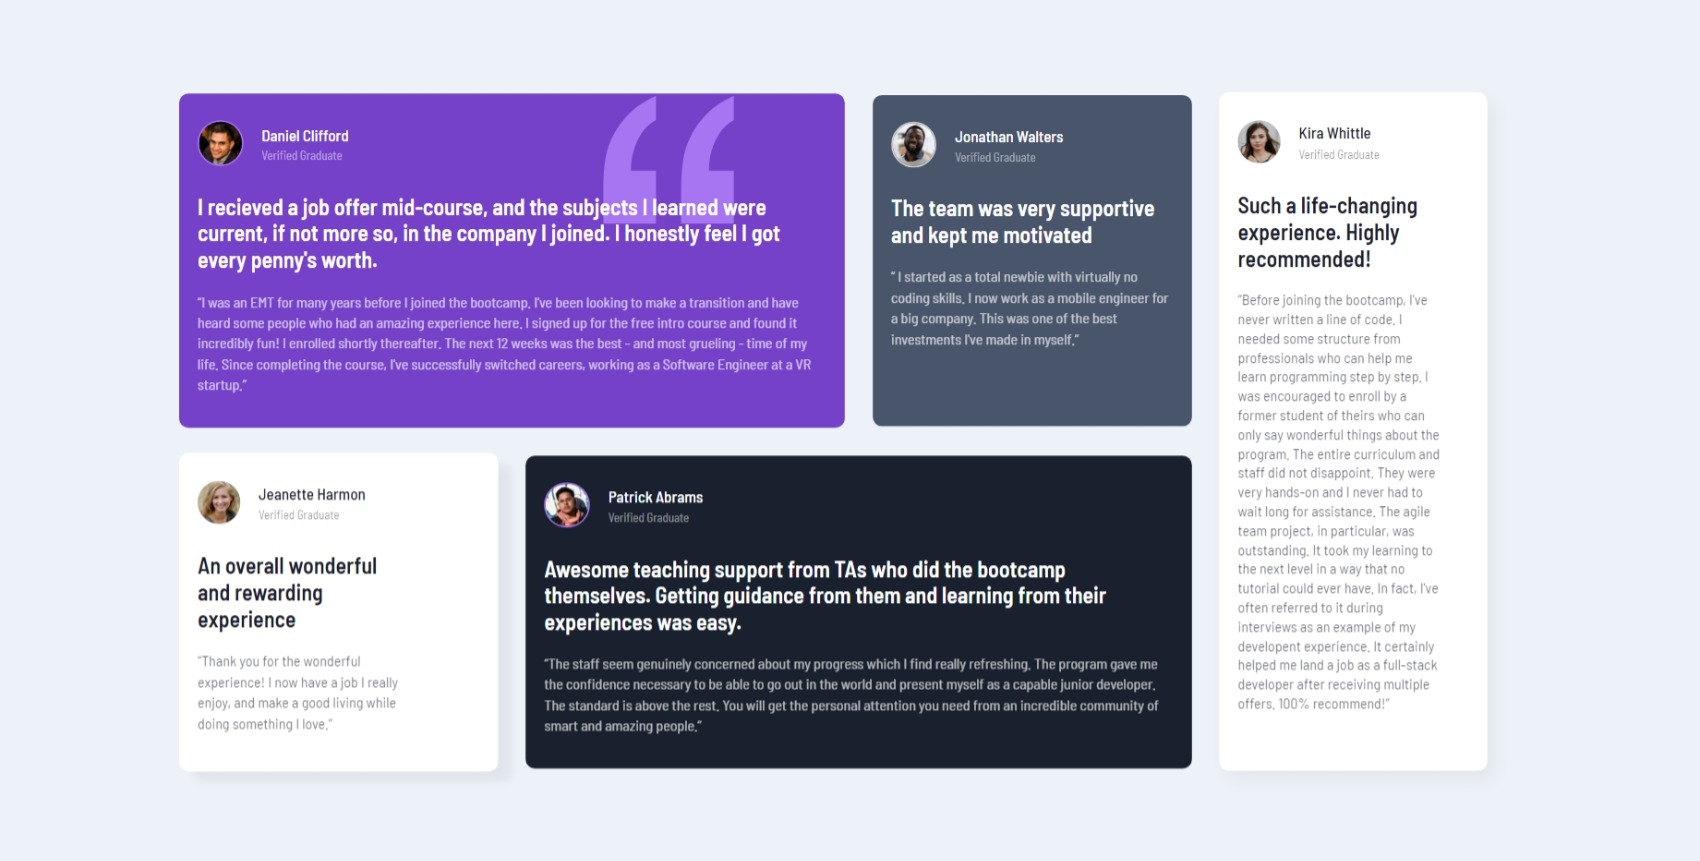 Daniel Clifford
Verified Graduate
I recieved a job offer mid-course, and the subjects I learned were
current, if not more so, in the company I joined. I honestly feel I got
every penny's worth.
“I was an EMT for many years before I joined the bootcamp. I've been looking to make a transition and have
heard some people who had an amazing experience here. I signed up for the free intro course and found it
incredibly fun! I enrolled shortly thereafter. The next 12 weeks was the best - and most grueling - time of my
life. Since completing the course, I've successfully switched careers, working as a Software Engineer at a VR
startup.”
Jonathan Walters
Verified Graduate
The team was very supportive
and kept me motivated
“ I started as a total newbie with virtually no
coding skills. I now work as a mobile engineer for
a big company. This was one of the best
investments I've made in myself.”
Kira Whittle
Verified Graduate
Such a life-changing
experience. Highly
recommended!
“Before joining the bootcamp, I've
never written a line of code. I
needed some structure from
professionals who can help me
learn programming step by step. I
was encouraged to enroll by a
former student of theirs who can
only say wonderful things about the
program. The entire curriculum and
staff did not disappoint. They were
very hands-on and I never had to
wait long for assistance. The agile
team project, in particular, was
outstanding. It took my learning to
the next level in a way that no
tutorial could ever have. In fact, I've
often referred to it during
interviews as an example of my
developent experience. It certainly
helped me land a job as a full-stack
developer after receiving multiple
offers. 100% recommend!”
Jeanette Harmon
Verified Graduate
An overall wonderful
and rewarding
experience
“Thank you for the wonderful
experience! I now have a job I really
enjoy, and make a good living while
doing something I love.”
Patrick Abrams
Verified Graduate
Awesome teaching support from TAs who did the bootcamp
themselves. Getting guidance from them and learning from their
experiences was easy.
“The staff seem genuinely concerned about my progress which I find really refreshing. The program gave me
the confidence necessary to be able to go out in the world and present myself as a capable junior developer.
The standard is above the rest. You will get the personal attention you need from an incredible community of
smart and amazing people.”